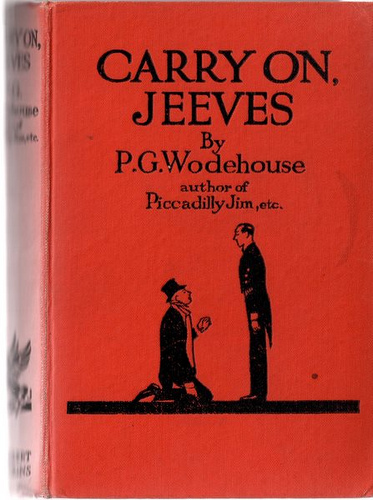 CARRY ON,
JEEVES
By
P.G.Wodehouse
author of
Piccadilly Jim, etc.